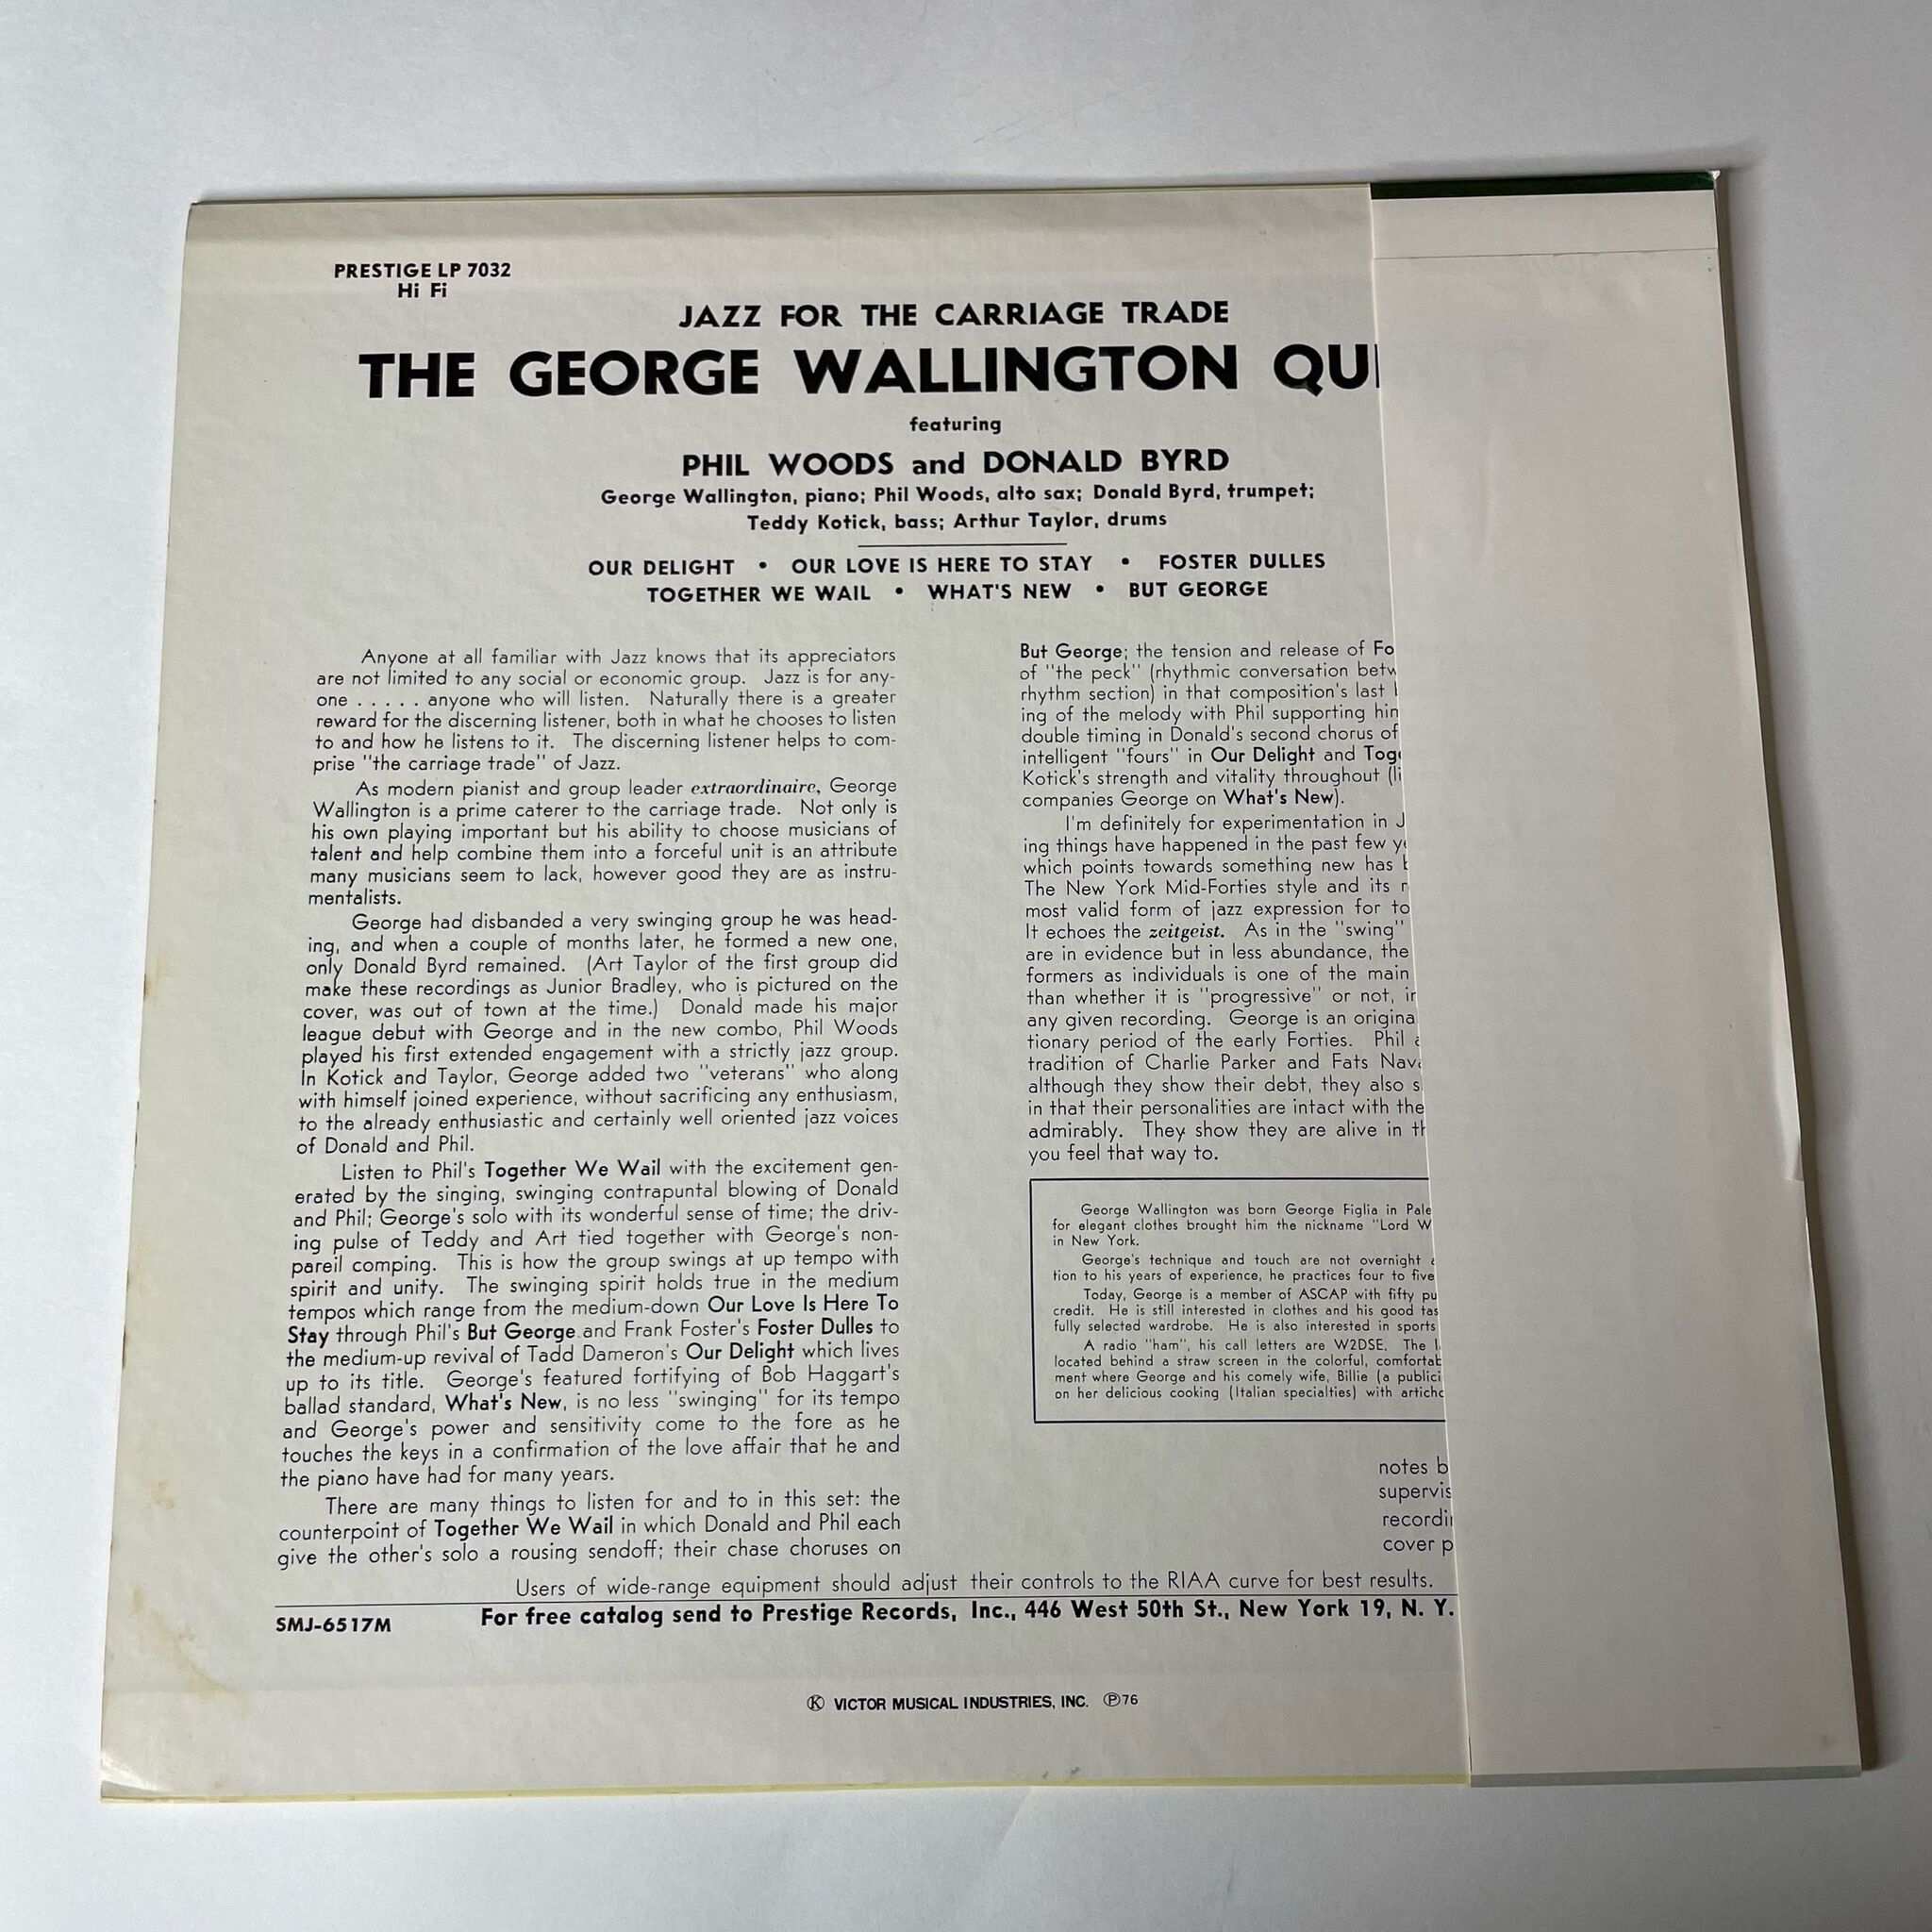 PRESTIGE LP 7032
Hi Fi
JAZZ FOR THE CARRIAGE TRADE
THE GEORGE WALLINGTON QUI
featuring
PHIL WOODS and DONALD BYRD
George Wallington, piano; Phil Woods, alto sax; Donald Byrd, trumpet;
Teddy Kotick, bass; Arthur Taylor, drums
OUR DELIGHT • OUR LOVE IS HERE TO STAY • FOSTER DULLES
TOGETHER WE WAIL • WHAT'S NEW • BUT GEORGE
Anyone at all familiar with Jazz knows that its appreciators
are not limited to any social or economic group. Jazz is for any-
one . . . . . anyone who will listen. Naturally there is a greater
reward for the discerning listener, both in what he chooses to listen
to and how he listens to it. The discerning listener helps to com-
prise "the carriage trade" of Jazz.
As modern pianist and group leader extraordinaire, George
Wallington is a prime caterer to the carriage trade. Not only is
his own playing important but his ability to choose musicians of
talent and help combine them into a forceful unit is an attribute
many musicians seem to lack, however good they are as instru-
mentalists.
George had disbanded a very swinging group he was head-
ing, and when a couple of months later, he formed a new one,
only Donald Byrd remained. (Art Taylor of the first group did
make these recordings as Junior Bradley, who is pictured on the
cover, was out of town at the time.) Donald made his major
league debut with George and in the new combo, Phil Woods
played his first extended engagement with a strictly jazz group.
In Kotick and Taylor, George added two "veterans" who along
with himself joined experience, without sacrificing any enthusiasm,
to the already enthusiastic and certainly well oriented jazz voices
of Donald and Phil.
Listen to Phil's Together We Wail with the excitement gen-
erated by the singing, swinging contrapuntal blowing of Donald
and Phil; George's solo with its wonderful sense of time; the driv-
ing pulse of Teddy and Art tied together with George's non-
pareil comping. This is how the group swings at up tempo with
spirit and unity. The swinging spirit holds true in the medium
tempos which range from the medium-down Our Love Is Here To
Stay through Phil's But George and Frank Foster's Foster Dulles to
the medium-up revival of Tadd Dameron's Our Delight which lives
up to its title. George's featured fortifying of Bob Haggart's
ballad standard, What's New, is no less "swinging" for its tempo
and George's power and sensitivity come to the fore as he
touches the keys in a confirmation of the love affair that he and
the piano have had for many years.
There are many things to listen for and to in this set: the
counterpoint of Together We Wail in which Donald and Phil each
give the other's solo a rousing sendoff; their chase choruses on
But George; the tension and release of Fo
of "the peck" (rhythmic conversation betw
rhythm section) in that composition's last
ing of the melody with Phil supporting him
double timing in Donald's second chorus of
intelligent "fours" in Our Delight and Toge
Kotick's strength and vitality throughout (li
companies George on What's New).
I'm definitely for experimentation in J
ing things have happened in the past few y
which points towards something new has b
The New York Mid-Forties style and its r
most valid form of jazz expression for to
It echoes the zeitgeist. As in the "swing"
are in evidence but in less abundance, the
formers as individuals is one of the main
than whether it is "progressive" or not, in
any given recording. George is an origina
tionary period of the early Forties. Phil a
tradition of Charlie Parker and Fats Nava
although they show their debt, they also s
in that their personalities are intact with the
admirably. They show they are alive in th
you feel that way to.
George Wallington was born George Figlia in Pale
for elegant clothes brought him the nickname "Lord W
in New York.
George's technique and touch are not overnight
tion to his years of experience, he practices four to five
Today, George is a member of ASCAP with fifty pu
credit. He is still interested in clothes and his good tas
fully selected wardrobe. He is also interested in sports
A radio "ham", his call letters are W2DSE. The
located behind a straw screen in the colorful, comfortab
ment where George and his comely wife, Billie (a publici
on her delicious cooking (Italian specialties) with articho
notes b
supervis
recordin
cover p
Users of wide-range equipment should adjust their controls to the RIAA curve for best results.
SMJ-6517M For free catalog send to Prestige Records, Inc., 446 West 50th St., New York 19, N. Y.
Ⓚ VICTOR MUSICAL INDUSTRIES, INC. Ⓟ76